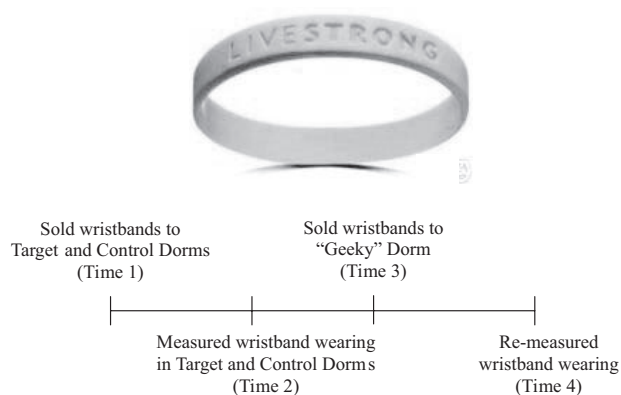 LIVESTRONG
Sold wristbands to
Target and Control Dorms
(Time 1)
Sold wristbands to
“Geeky” Dorm
(Time 3)
Measured wristband wearing
in Target and Control Dorms
(Time 2)
Re-measured
wristband wearing
(Time 4)